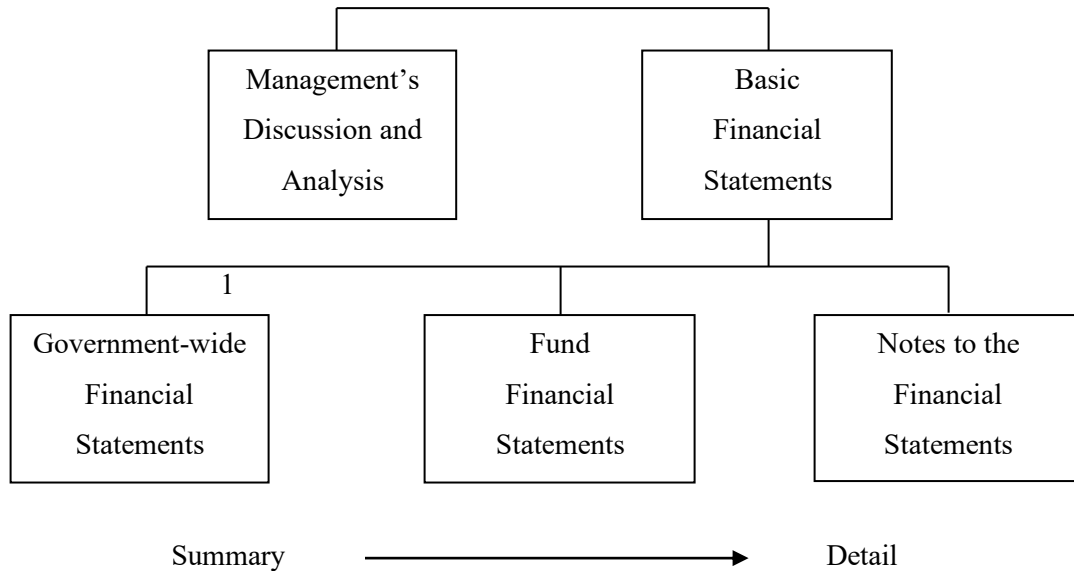 Management’s
Discussion and
Analysis
Basic
Financial
Statements
1
Government-wide
Financial
Statements
Fund
Financial
Statements
Notes to the
Financial
Statements
Summary
Detail